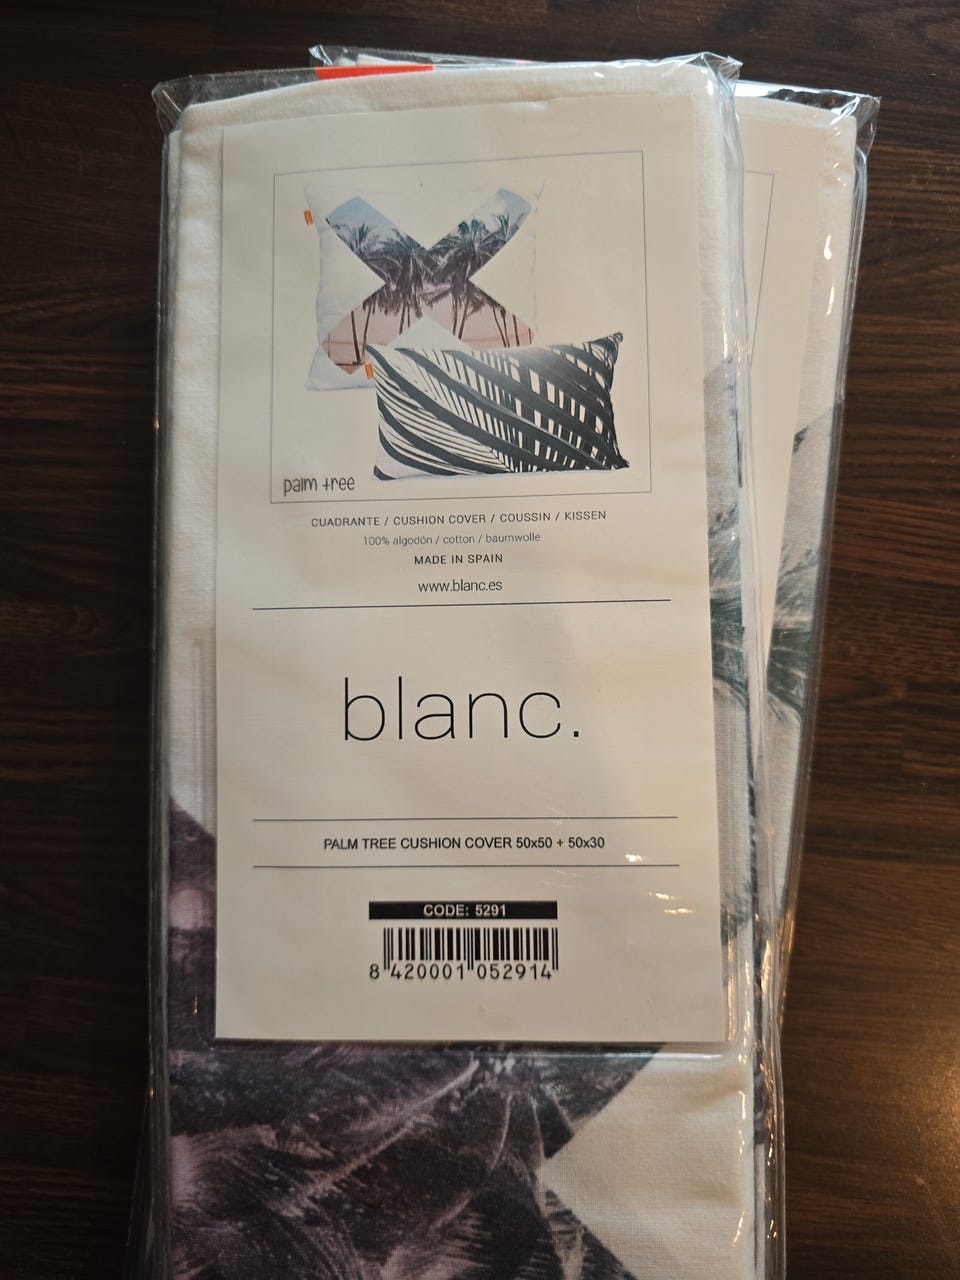 palm tree
CUADRANTE / CUSHION COVER / COUSSIN / KISSEN
100% algodón / cotton / baumwolle
MADE IN SPAIN
www.blanc.es
blanc.
PALM TREE CUSHION COVER 50x50 + 50x30
CODE: 5291
8 420001 052914